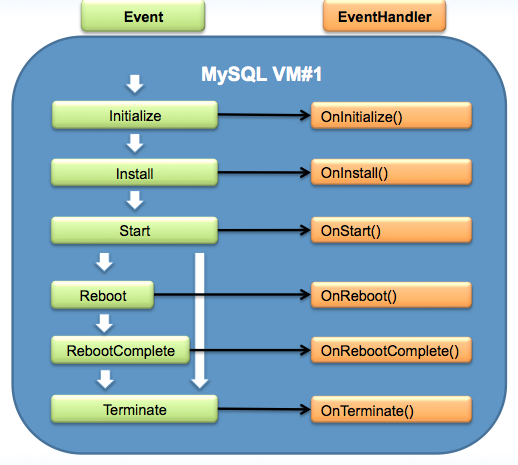 Event
EventHandler
MySQL VM#1
Initialize
OnInitialize()
Install
OnInstall()
Start
OnStart()
Reboot
OnReboot()
RebootComplete
OnRebootComplete()
Terminate
OnTerminate()